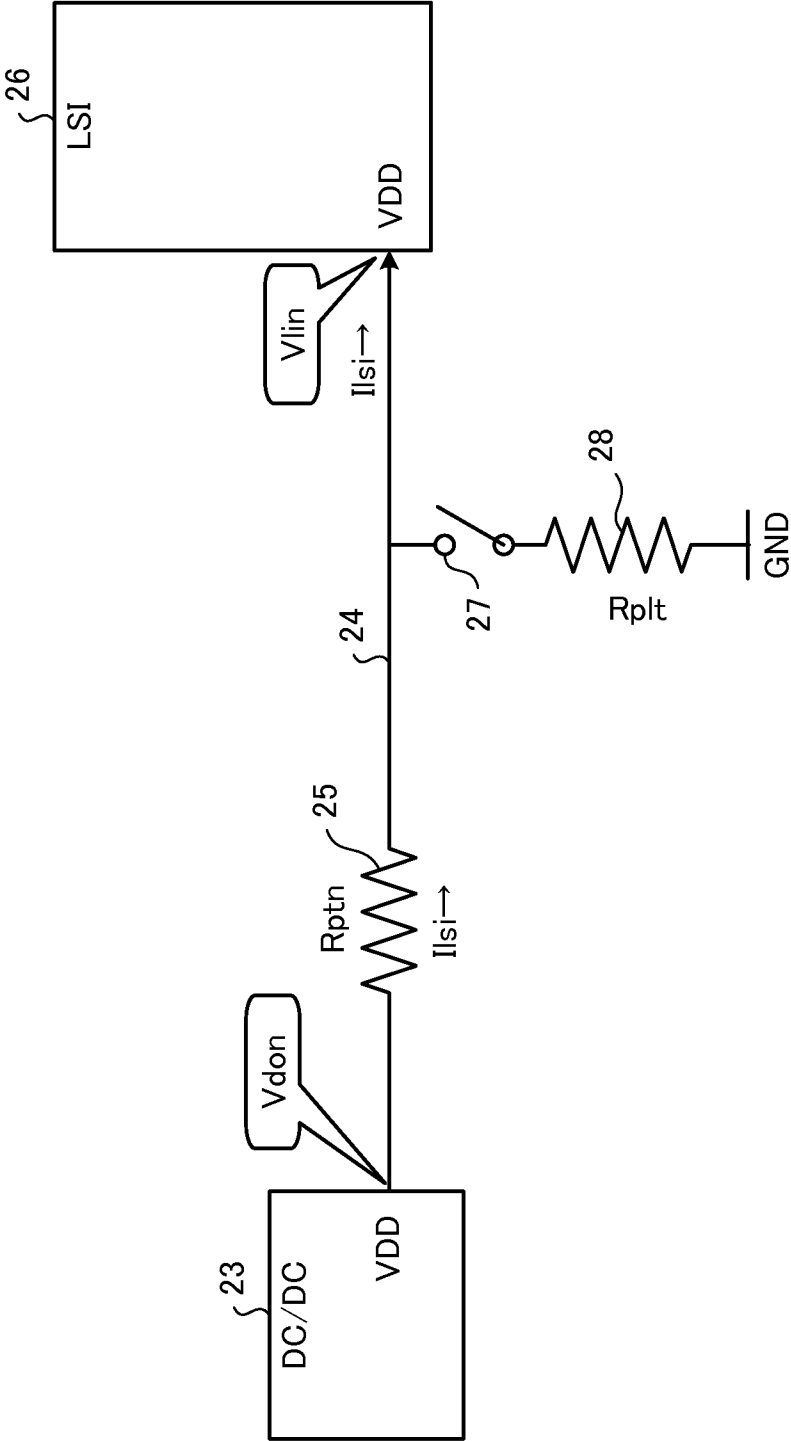 23
DC/DC
VDD
Vdon
Rptn
25
Ilsi→
24
27
Rplt
28
GND
Vlin
Ilsi→
26
LSI
VDD